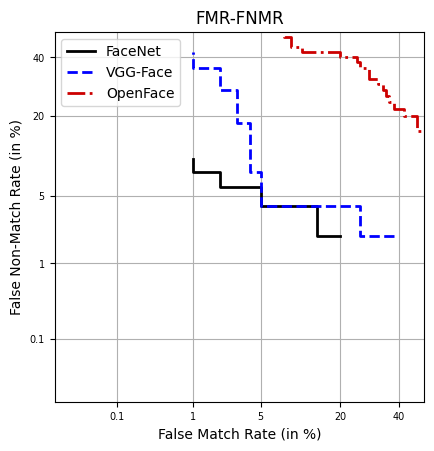 FMR-FNMR
FaceNet
VGG-Face
OpenFace
40
20
5
1
0.1
False Non-Match Rate (in %)
0.1 1 5 20 40
False Match Rate (in %)